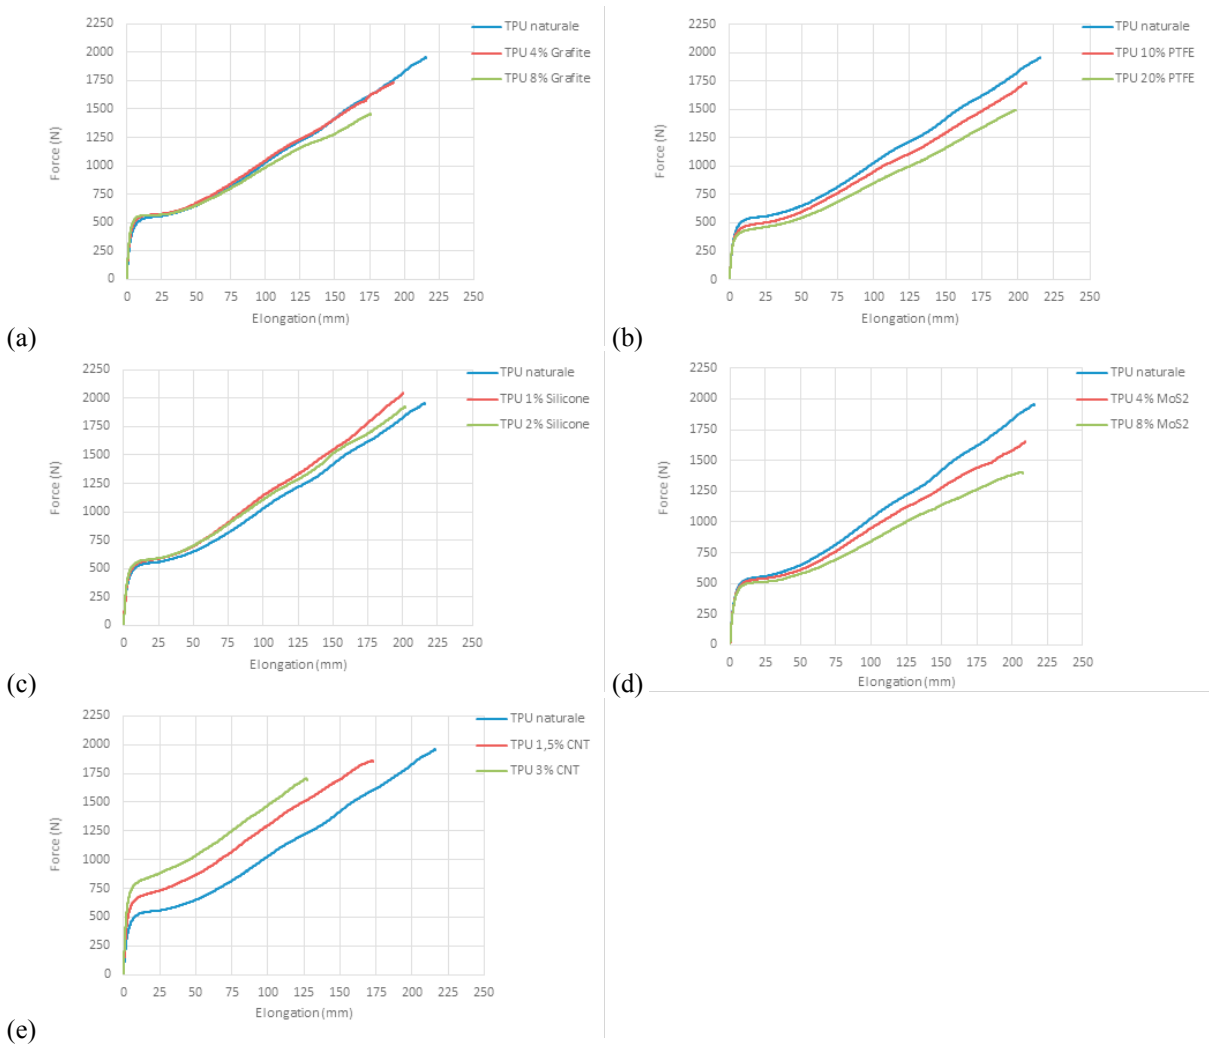 2250
2000
1750
1500
1250
1000
750
500
250
0
Force (N)
0 25 50 75 100 125 150 175 200 225 250
Elongation (mm)
TPU naturale
TPU 4% Grafite
TPU 8% Grafite
(a)
2250
2000
1750
1500
1250
1000
750
500
250
0
Force (N)
0 25 50 75 100 125 150 175 200 225 250
Elongation (mm)
TPU naturale
TPU 10% PTFE
TPU 20% PTFE
(b)
2250
2000
1750
1500
1250
1000
750
500
250
0
Force (N)
0 25 50 75 100 125 150 175 200 225 250
Elongation (mm)
TPU naturale
TPU 1% Silicone
TPU 2% Silicone
(c)
2250
2000
1750
1500
1250
1000
750
500
250
0
Force (N)
0 25 50 75 100 125 150 175 200 225 250
Elongation (mm)
TPU naturale
TPU 4% MoS2
TPU 8% MoS2
(d)
2250
2000
1750
1500
1250
1000
750
500
250
0
Force (N)
0 25 50 75 100 125 150 175 200 225 250
Elongation (mm)
TPU naturale
TPU 1,5% CNT
TPU 3% CNT
(e)